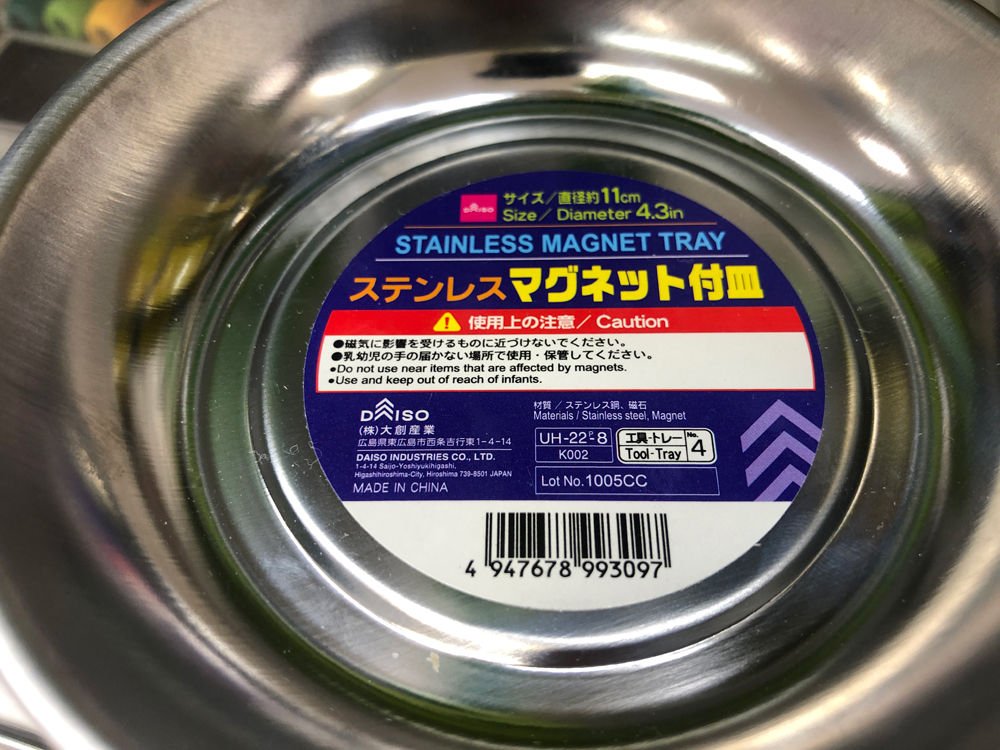 DAISO
サイズ/直径約11cm
Size/Diameter 4.3in
STAINLESS MAGNET TRAY
ステンレスマグネット付皿
使用上の注意/Caution
●磁気に影響を受けるものに近づけないでください。
●乳幼児の手の届かない場所で使用・保管してください。
●Do not use near items that are affected by magnets.
●Use and keep out of reach of infants.
DAISO
(株)大創産業
広島県東広島市西条吉行東1-4-14
DAISO INDUSTRIES CO., LTD.
1-4-14 Saijo-Yoshiyukihigashi,
Higashihiroshima-City, Hiroshima 739-8501 JAPAN
MADE IN CHINA
材質/ステンレス鋼、磁石
Materials/Stainless steel, Magnet
UH-22 P 8
K002
工具-トレー
Tool-Tray
No. 4
Lot No.1005CC
4 947678 993097